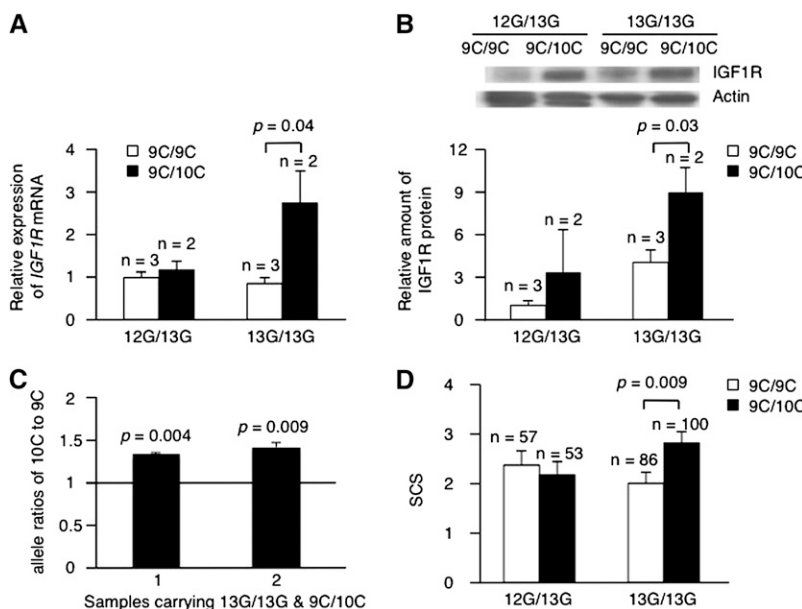 A
9C/9C
9C/10C
p = 0.04
n = 2
n = 3
n = 2
n = 3
4
3
2
1
0
Relative expression
of IGF1R mRNA
12G/13G
13G/13G
B
12G/13G
13G/13G
9C/9C
9C/10C
9C/9C
9C/10C
IGF1R
Actin
p = 0.03
9C/9C
9C/10C
n = 2
n = 2
n = 3
n = 3
12
9
6
3
0
Relative amount of
IGF1R protein
12G/13G
13G/13G
C
2
1.5
1
0.5
0
allele ratios of 10C to 9C
p = 0.004
p = 0.009
1
2
Samples carrying 13G/13G & 9C/10C
D
4
3
2
1
0
SCS
p = 0.009
9C/9C
9C/10C
n = 57
n = 53
n = 86
n = 100
12G/13G
13G/13G